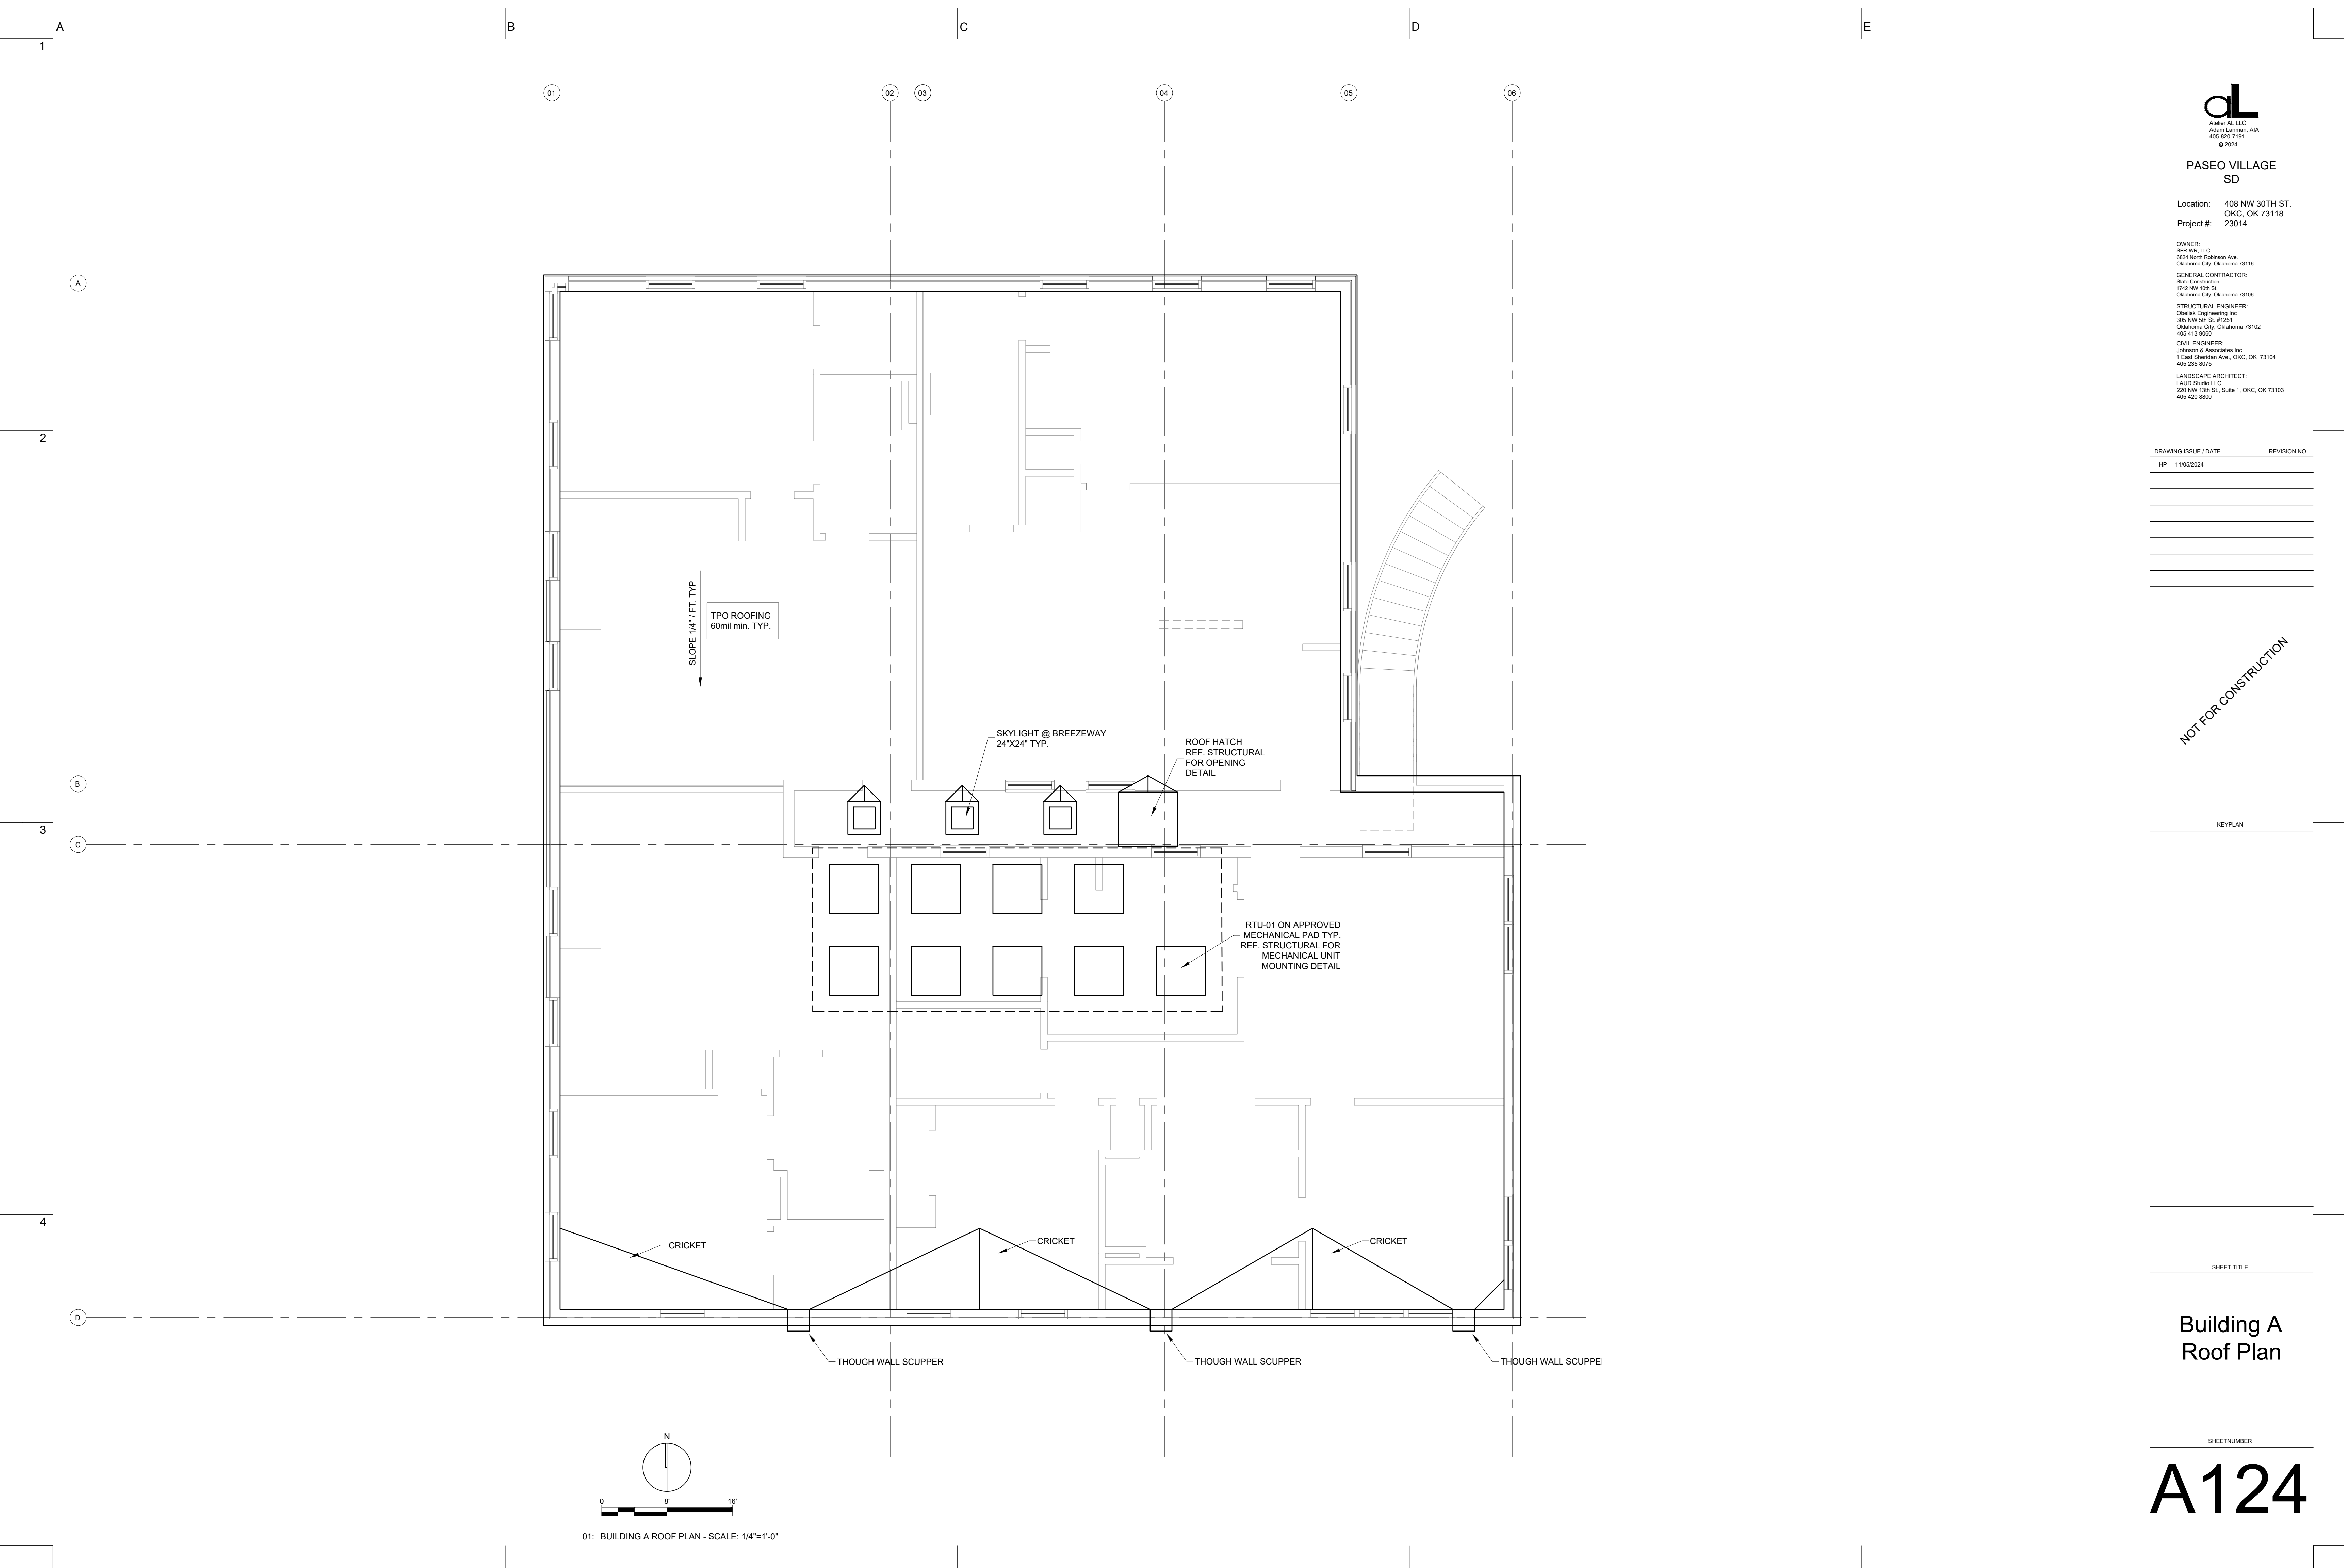 A
B
C
D
E
1
2
3
4
01
02
03
04
05
06
A
B
C
D
SLOPE 1/4" / FT. TYP.
TPO ROOFING
60mil min. TYP.
SKYLIGHT @ BREEZEWAY
24"X24" TYP.
ROOF HATCH
REF. STRUCTURAL
FOR OPENING
DETAIL
RTU-01 ON APPROVED
MECHANICAL PAD TYP.
REF. STRUCTURAL FOR
MECHANICAL UNIT
MOUNTING DETAIL
CRICKET
CRICKET
CRICKET
THOUGH WALL SCUPPER
THOUGH WALL SCUPPER
THOUGH WALL SCUPPE
N
0
8'
16'
01: BUILDING A ROOF PLAN - SCALE: 1/4"=1'-0"
aL
Atelier AL LLC
Adam Lanman, AIA
405-820-7191
© 2024
PASEO VILLAGE
SD
Location: 408 NW 30TH ST.
OKC, OK 73118
Project #: 23014
OWNER:
SFR-WR, LLC
6824 North Robinson Ave.
Oklahoma City, Oklahoma 73116
GENERAL CONTRACTOR:
Slate Construction
1742 NW 10th St.
Oklahoma City, Oklahoma 73106
STRUCTURAL ENGINEER:
Obelisk Engineering Inc
305 NW 5th St. #1251
Oklahoma City, Oklahoma 73102
405 413 9060
CIVIL ENGINEER:
Johnson & Associates Inc
1 East Sheridan Ave., OKC, OK 73104
405 235 8075
LANDSCAPE ARCHITECT:
LAUD Studio LLC
220 NW 13th St., Suite 1, OKC, OK 73103
405 420 8800
DRAWING ISSUE / DATE REVISION NO.
HP 11/05/2024
NOT FOR CONSTRUCTION
KEYPLAN
SHEET TITLE
Building A
Roof Plan
SHEETNUMBER
A124